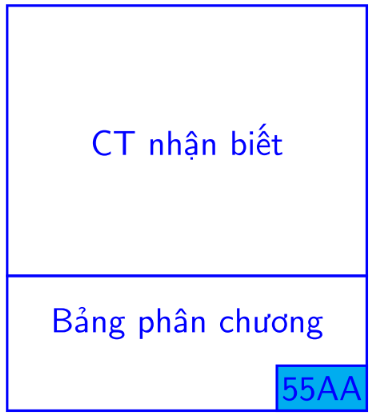 CT nhận biết
Bảng phân chương
55AA